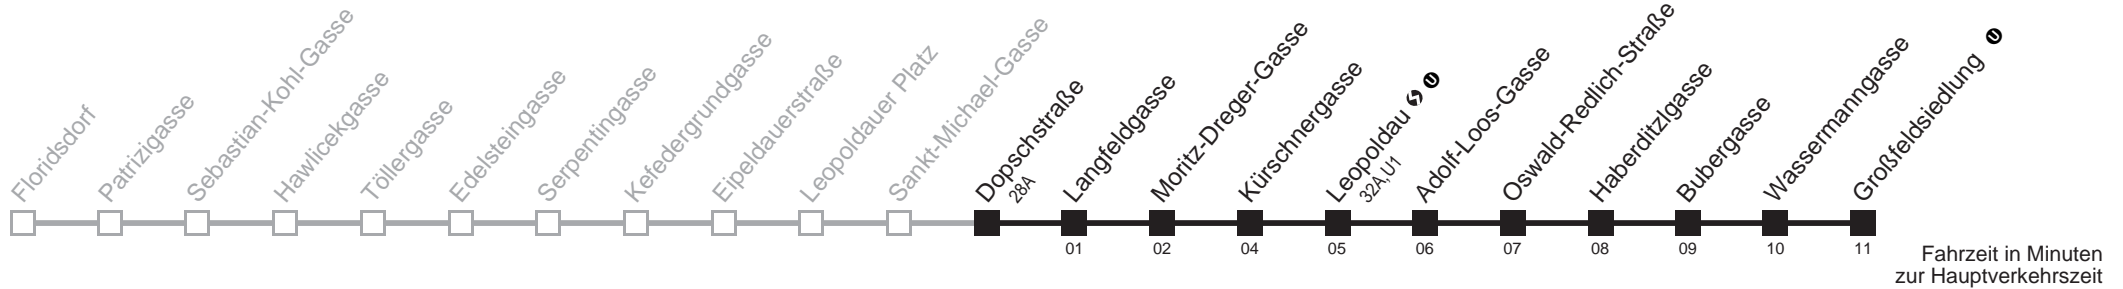 Floridsdorf
Patrizigasse
Sebastian-Kohl-Gasse
Hawlicekgasse
Töllergasse
Edelsteingasse
Serpentingasse
Kefedergrundgasse
Eipeldauerstraße
Leopoldauer Platz
Sankt-Michael-Gasse
Dopschstraße
28A
Langfeldgasse
Moritz-Dreger-Gasse
Kürschnergasse
Leopoldau S U
32A,U1
Adolf-Loos-Gasse
Oswald-Redlich-Straße
Haberditzlgasse
Bubergasse
Wassermanngasse
Großfeldsiedlung U
01 02 04 05 06 07 08 09 10 11
Fahrzeit in Minuten
zur Hauptverkehrszeit